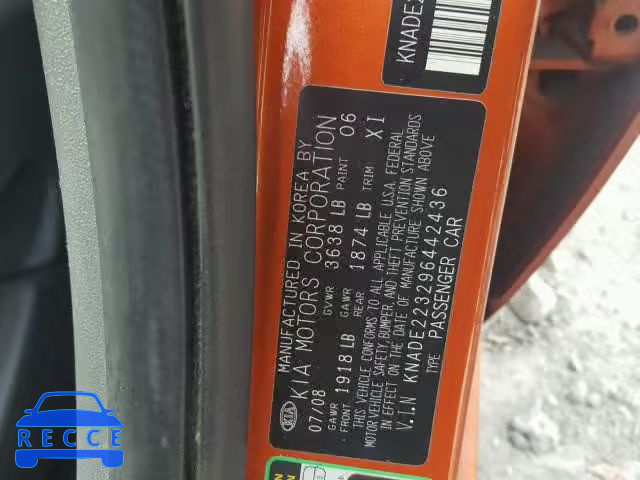 KNADE2
MANUFACTURED IN KOREA BY
KIA KIA MOTORS CORPORATION
07/08 GVWR 3638 LB PAINT 06
GAWR FRONT 1918 LB GAWR REAR 1874 LB TRIM XI
THIS VEHICLE CONFORMS TO ALL APPLICABLE U.S.A. FEDERAL
MOTOR VEHICLE SAFETY, BUMPER, AND THEFT PREVENTION STANDARDS
IN EFFECT ON THE DATE OF MANUFACTURE SHOWN ABOVE
V.I.N KNADE223296442436
TYPE PASSENGER CAR
RECCE